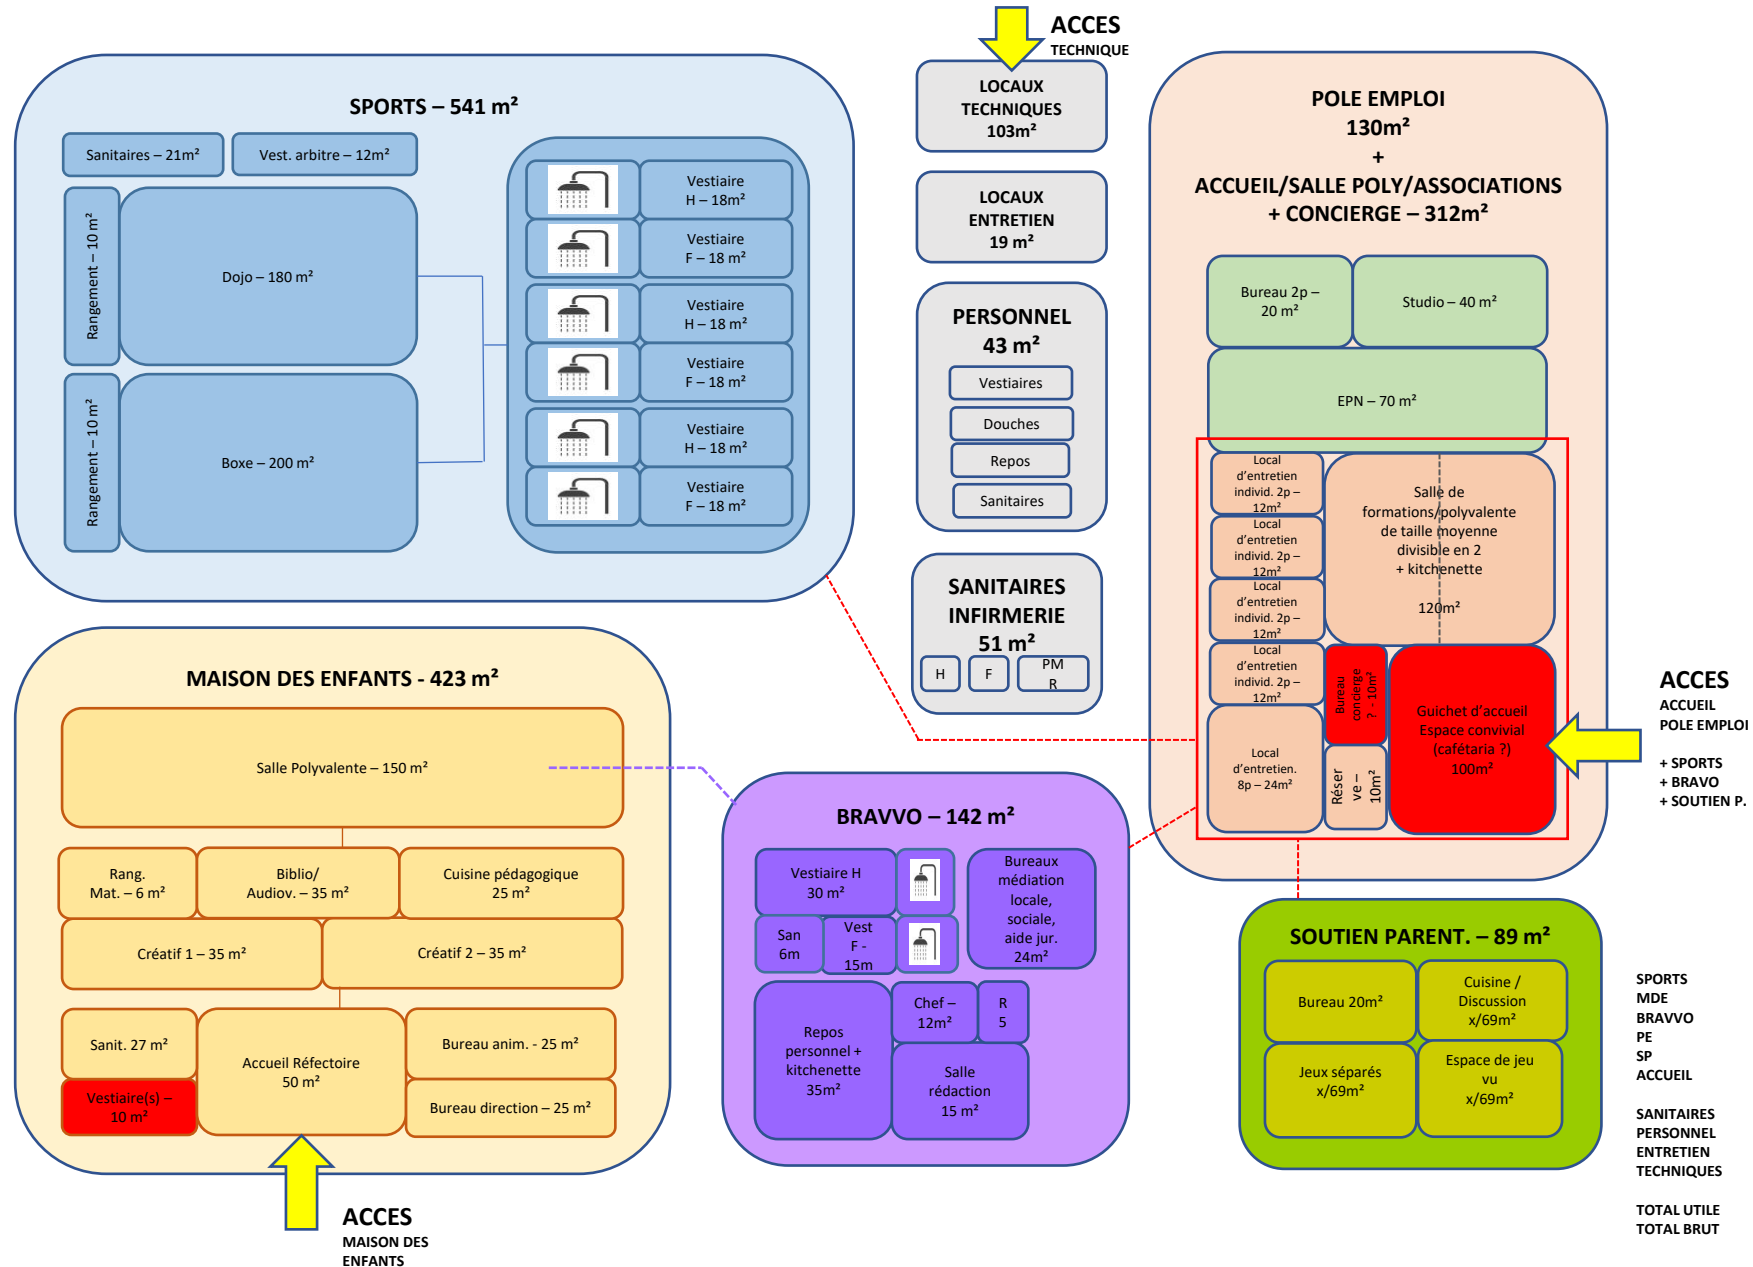 ACCES
TECHNIQUE
LOCAUX
TECHNIQUES
103m²
LOCAUX
ENTRETIEN
19 m²
PERSONNEL
43 m²
Vestiaires
Douches
Repos
Sanitaires
SANITAIRES
INFIRMERIE
51 m²
H
F
PM
R
SPORTS – 541 m²
Sanitaires – 21m²
Vest. arbitre – 12m²
Rangement – 10 m²
Dojo – 180 m²
Rangement – 10 m²
Boxe – 200 m²
Vestiaire
H – 18m²
Vestiaire
F – 18 m²
Vestiaire
H – 18 m²
Vestiaire
F – 18 m²
Vestiaire
H – 18 m²
Vestiaire
F – 18 m²
POLE EMPLOI
130m²
+
ACCUEIL/SALLE POLY/ASSOCIATIONS
+ CONCIERGE – 312m²
Bureau 2p –
20 m²
Studio – 40 m²
EPN – 70 m²
Local
d'entretien
individ. 2p –
12m²
Local
d'entretien
individ. 2p –
12m²
Local
d'entretien
individ. 2p –
12m²
Local
d'entretien
individ. 2p –
12m²
Local
d'entretien.
8p – 24m²
Salle de
formations/polyvalente
de taille moyenne
divisible en 2
+ kitchenette
120m²
Bureau
concierge
? - 10m²
Réser
ve –
10m²
Guichet d'accueil
Espace convivial
(cafétaria ?)
100m²
ACCES
ACCUEIL
POLE EMPLOI
+ SPORTS
+ BRAVO
+ SOUTIEN P.
MAISON DES ENFANTS - 423 m²
Salle Polyvalente – 150 m²
Rang.
Mat. – 6 m²
Biblio/
Audiov. – 35 m²
Cuisine pédagogique
25 m²
Créatif 1 – 35 m²
Créatif 2 – 35 m²
Sanit. 27 m²
Vestiaire(s) –
10 m²
Accueil Réfectoire
50 m²
Bureau anim. - 25 m²
Bureau direction – 25 m²
ACCES
MAISON DES
ENFANTS
BRAVVO – 142 m²
Vestiaire H
30 m²
San
6m
Vest
F -
15m
Bureaux
médiation
locale,
sociale,
aide jur.
24m²
Repos
personnel +
kitchenette
35m²
Chef –
12m²
R
5
Salle
rédaction
15 m²
SOUTIEN PARENT. – 89 m²
Bureau 20m²
Cuisine /
Discussion
x/69m²
Jeux séparés
x/69m²
Espace de jeu
vu
x/69m²
SPORTS
MDE
BRAVVO
PE
SP
ACCUEIL
SANITAIRES
PERSONNEL
ENTRETIEN
TECHNIQUES
TOTAL UTILE
TOTAL BRUT